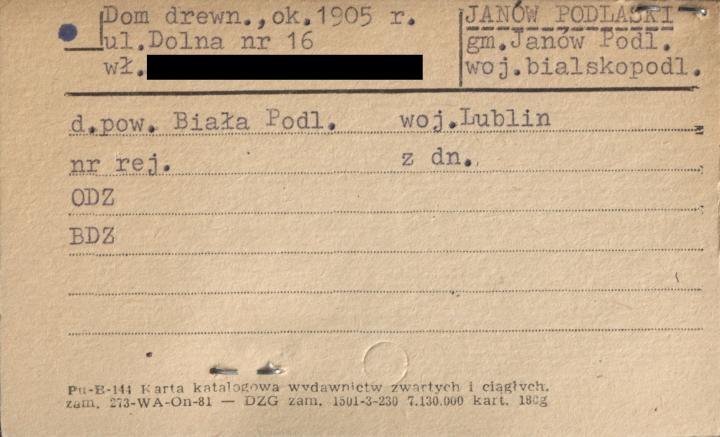 Dom drewn., ok. 1905 r.
ul. Dolna nr 16
wł.
JANÓW PODLASKI
gm. Janów Podl.
woj. bialskopodl.
d. pow. Biała Podl. woj. Lublin
nr rej. z dn.
ODZ
BDZ
Pu-B-144 Karta katalogowa wydawnictw zwartych i ciągłych.
zam. 273-WA-On-81 — DZG zam. 1501-3-230 7.130.000 kart. 180g